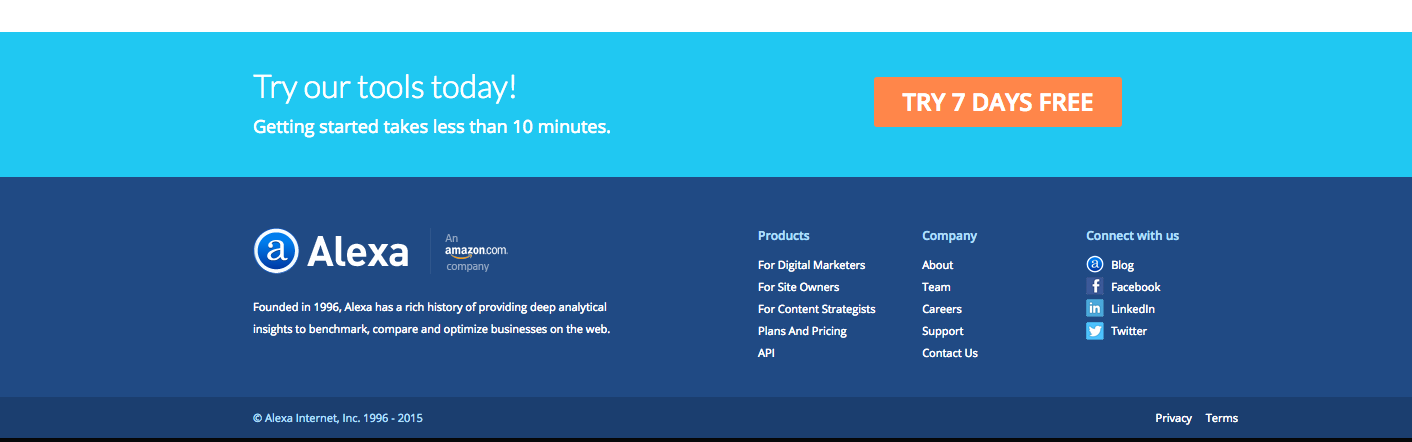 Try our tools today!
Getting started takes less than 10 minutes.
TRY 7 DAYS FREE
a Alexa
An
amazon.com.
company
Founded in 1996, Alexa has a rich history of providing deep analytical
insights to benchmark, compare and optimize businesses on the web.
Products
For Digital Marketers
For Site Owners
For Content Strategists
Plans And Pricing
API
Company
About
Team
Careers
Support
Contact Us
Connect with us
a Blog
f Facebook
in LinkedIn
Twitter
© Alexa Internet, Inc. 1996 - 2015
Privacy Terms